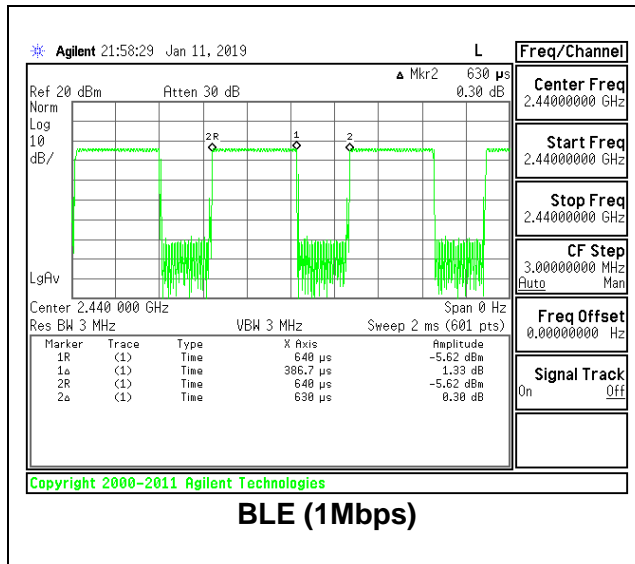 Agilent 21:58:29 Jan 11, 2019 L
Δ Mkr2 630 µs
Ref 20 dBm Atten 30 dB 0.30 dB
Norm
Log
10
dB/
2R 1 2
LgAv
Center 2.440 000 GHz Span 0 Hz
Res BW 3 MHz VBW 3 MHz Sweep 2 ms (601 pts)
Marker Trace Type X Axis Amplitude
1R (1) Time 640 µs -5.62 dBm
1Δ (1) Time 386.7 µs 1.33 dB
2R (1) Time 640 µs -5.62 dBm
2Δ (1) Time 630 µs 0.30 dB
Copyright 2000-2011 Agilent Technologies
Freq/Channel
Center Freq
2.44000000 GHz
Start Freq
2.44000000 GHz
Stop Freq
2.44000000 GHz
CF Step
3.00000000 MHz
Auto Man
Freq Offset
0.00000000 Hz
Signal Track
On Off
BLE (1Mbps)